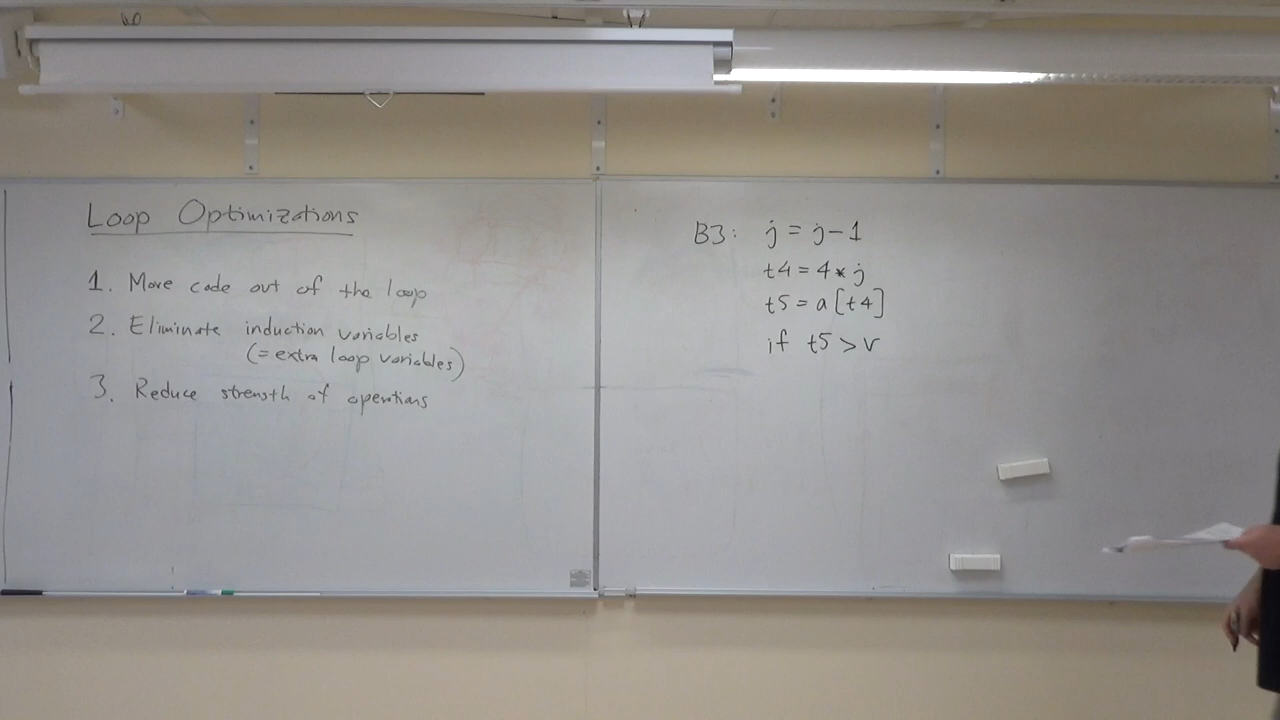 Loop Optimizations
1. Move code out of the loop
2. Eliminate induction variables
(= extra loop variables)
3. Reduce strength of operations
B3: j = j - 1
t4 = 4 * j
t5 = a[t4]
if t5 > v